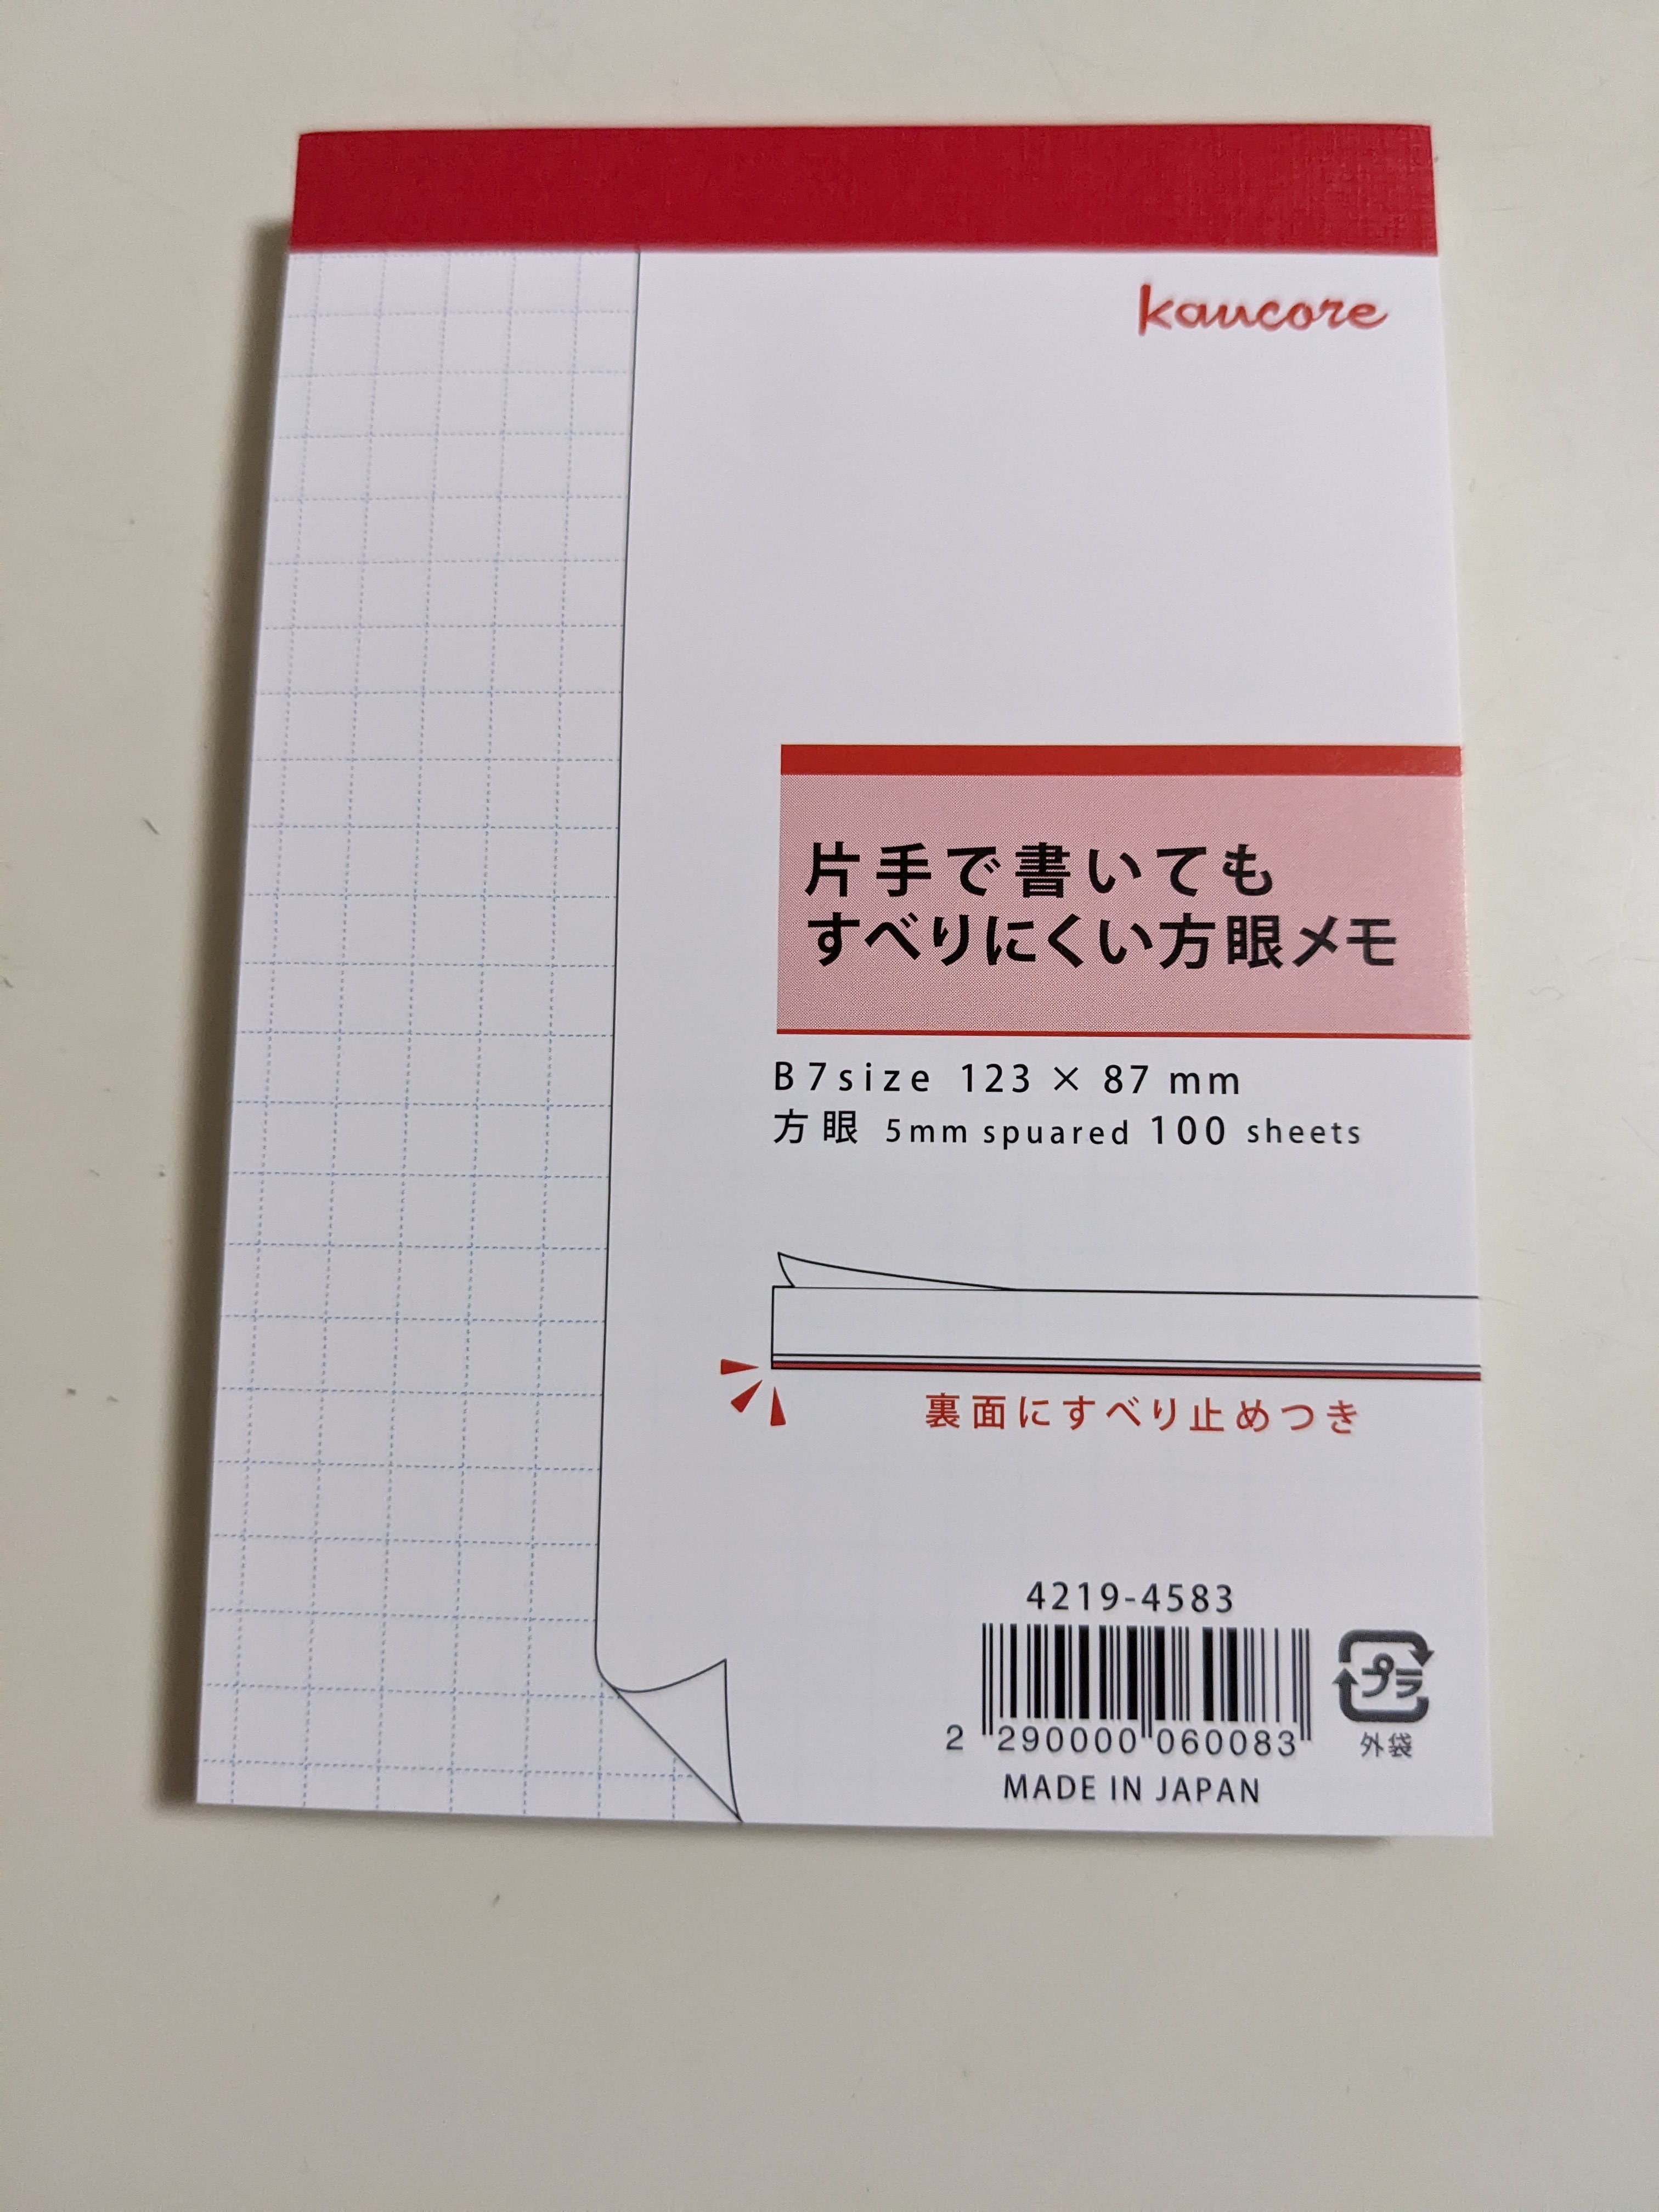 kaucore
片手で書いても
すべりにくい方眼メモ
B7size 123 × 87 mm
方眼 5mm spuared 100 sheets
裏面にすべり止めつき
4219-4583
2 290000 060083
プラ
外袋
MADE IN JAPAN